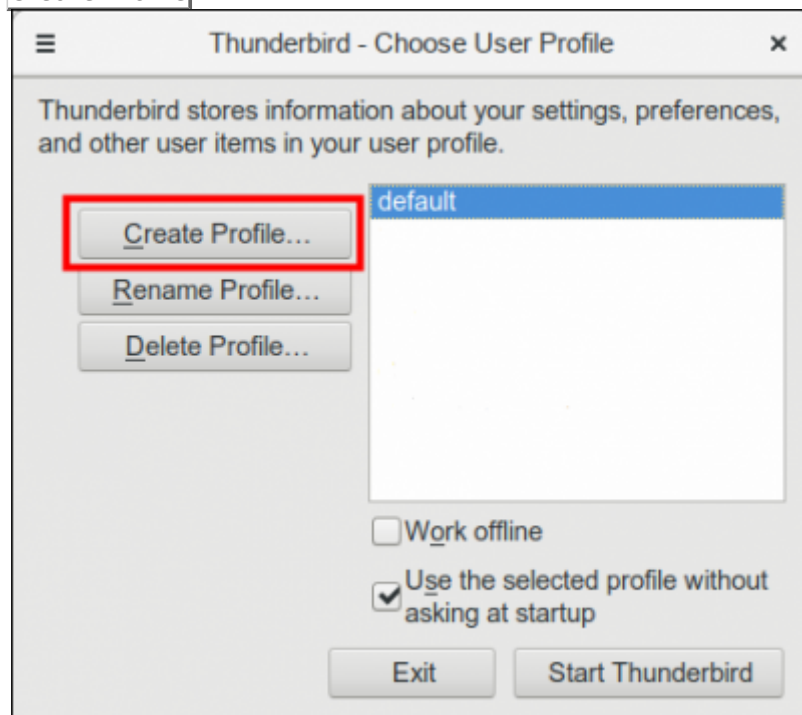 Thunderbird - Choose User Profile
Thunderbird stores information about your settings, preferences,
and other user items in your user profile.
default
Create Profile...
Rename Profile...
Delete Profile...
Work offline
Use the selected profile without
asking at startup
Exit
Start Thunderbird